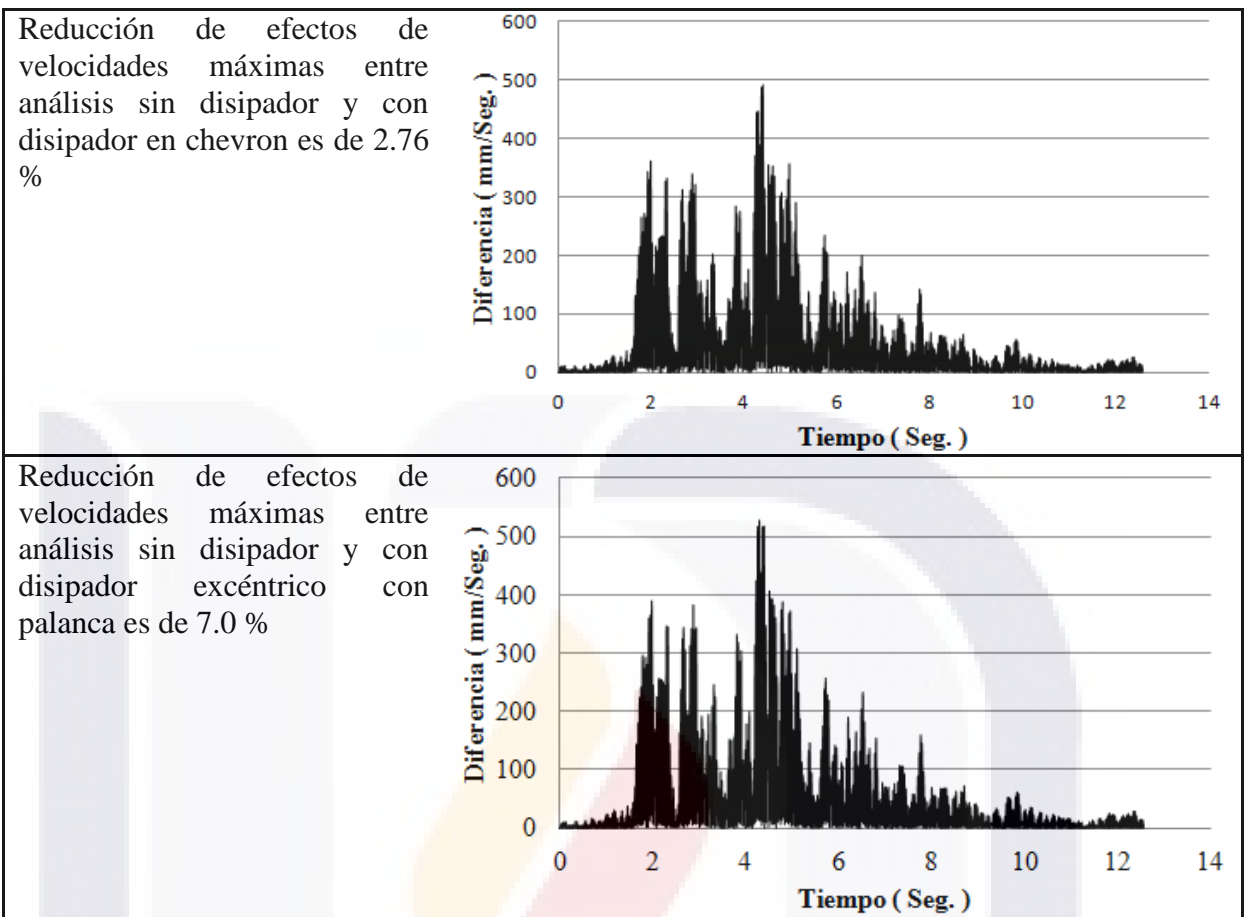 Reducción de efectos de
velocidades máximas entre
análisis sin disipador y con
disipador en chevron es de 2.76
%
600
500
400
300
200
100
0
Diferencia ( mm/Seg. )
0 2 4 6 8 10 12 14
Tiempo ( Seg. )
Reducción de efectos de
velocidades máximas entre
análisis sin disipador y con
disipador excéntrico con
palanca es de 7.0 %
600
500
400
300
200
100
0
Diferencia ( mm/Seg. )
0 2 4 6 8 10 12 14
Tiempo ( Seg. )